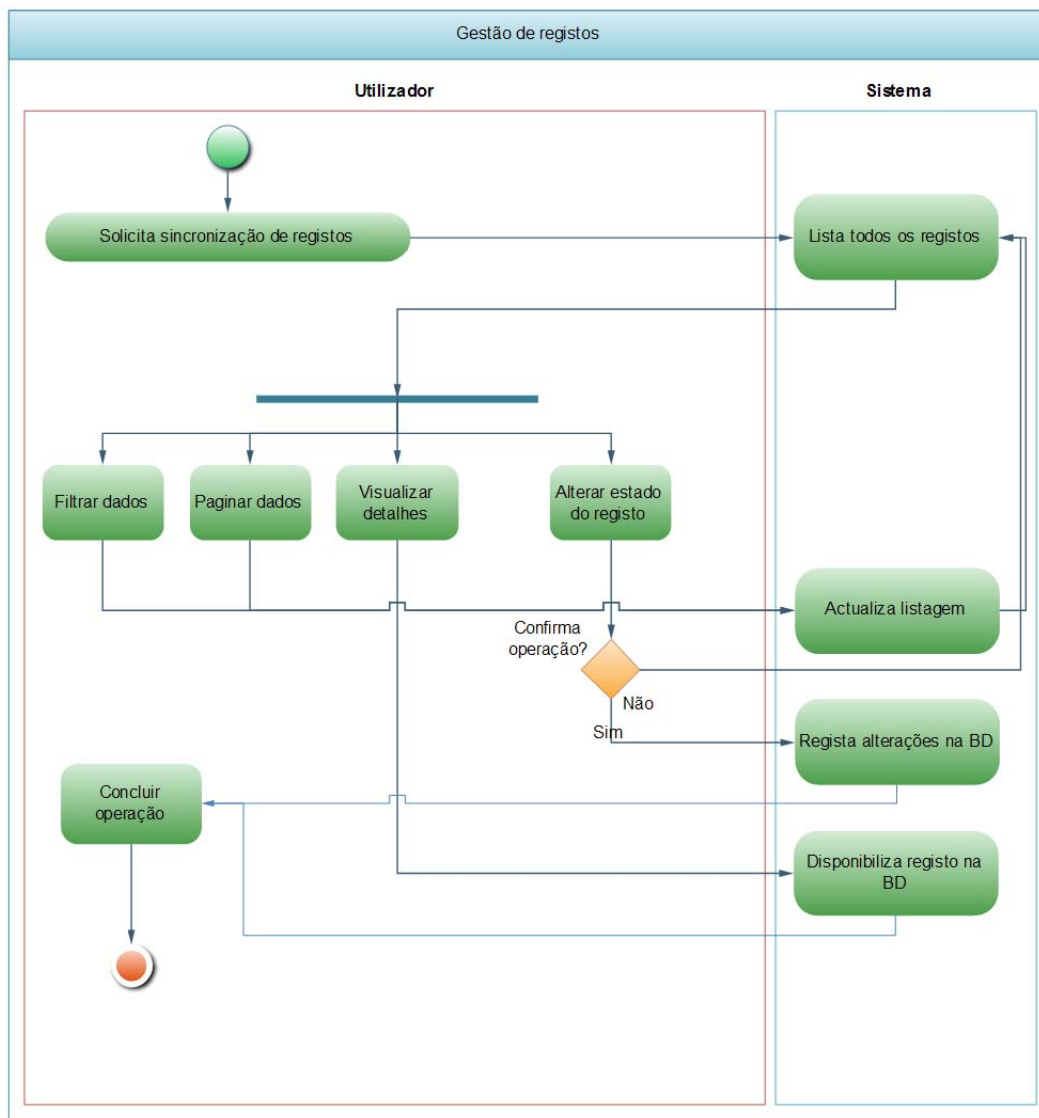 Gestão de registos
Utilizador
Sistema
Solicita sincronização de registos
Lista todos os registos
Filtrar dados
Paginar dados
Visualizar
detalhes
Alterar estado
do registo
Actualiza listagem
Confirma
operação?
Não
Sim
Regista alterações na BD
Concluir
operação
Disponibiliza registo na
BD